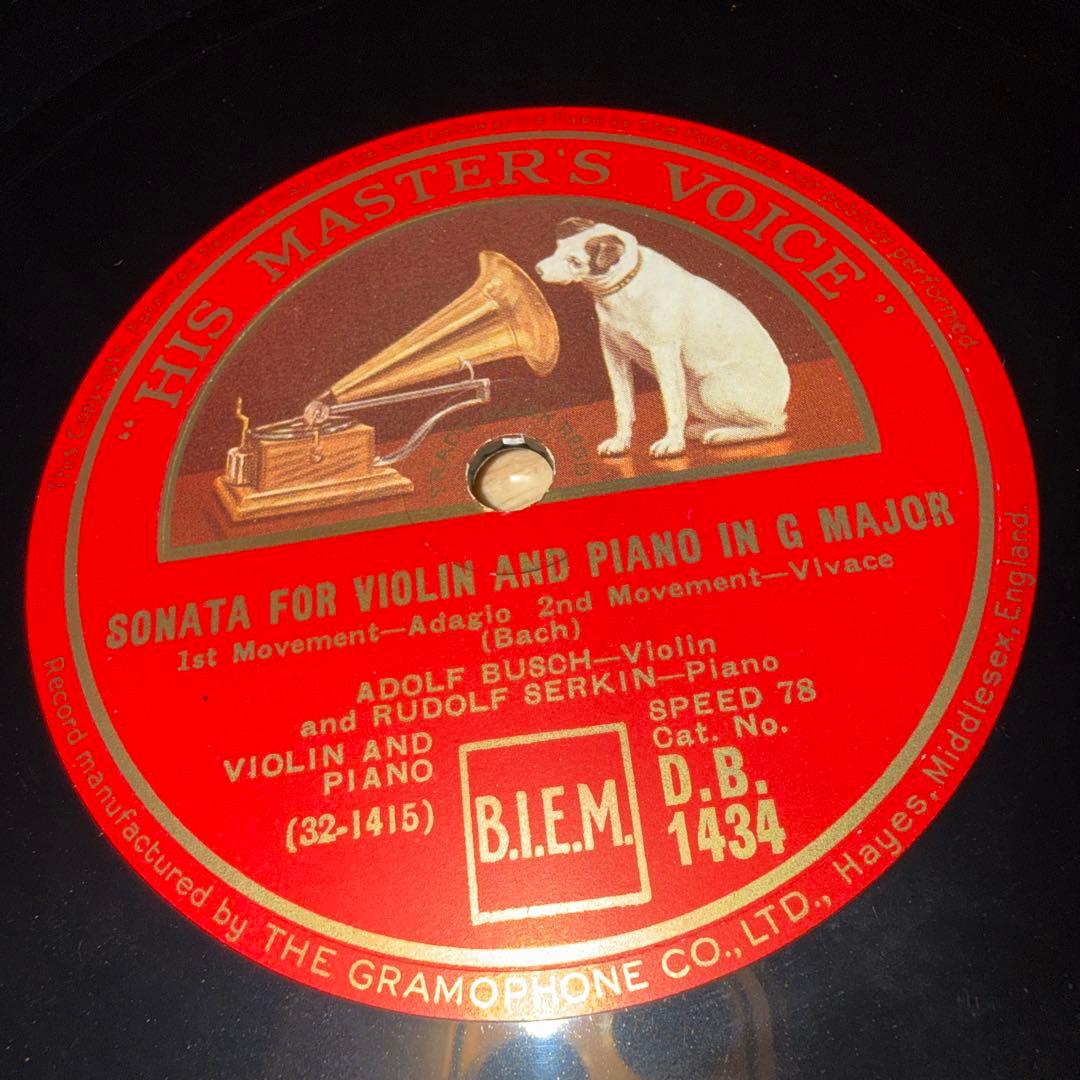 "HIS MASTER'S VOICE"
SONATA FOR VIOLIN AND PIANO IN G MAJOR
1st Movement—Adagio 2nd Movement—Vivace
(Bach)
ADOLF BUSCH—Violin
and RUDOLF SERKIN—Piano
VIOLIN AND
PIANO
(32-1415)
B.I.E.M.
SPEED 78
Cat. No.
D.B.
1434
Record manufactured by THE GRAMOPHONE CO., LTD., Hayes, Middlesex, England.